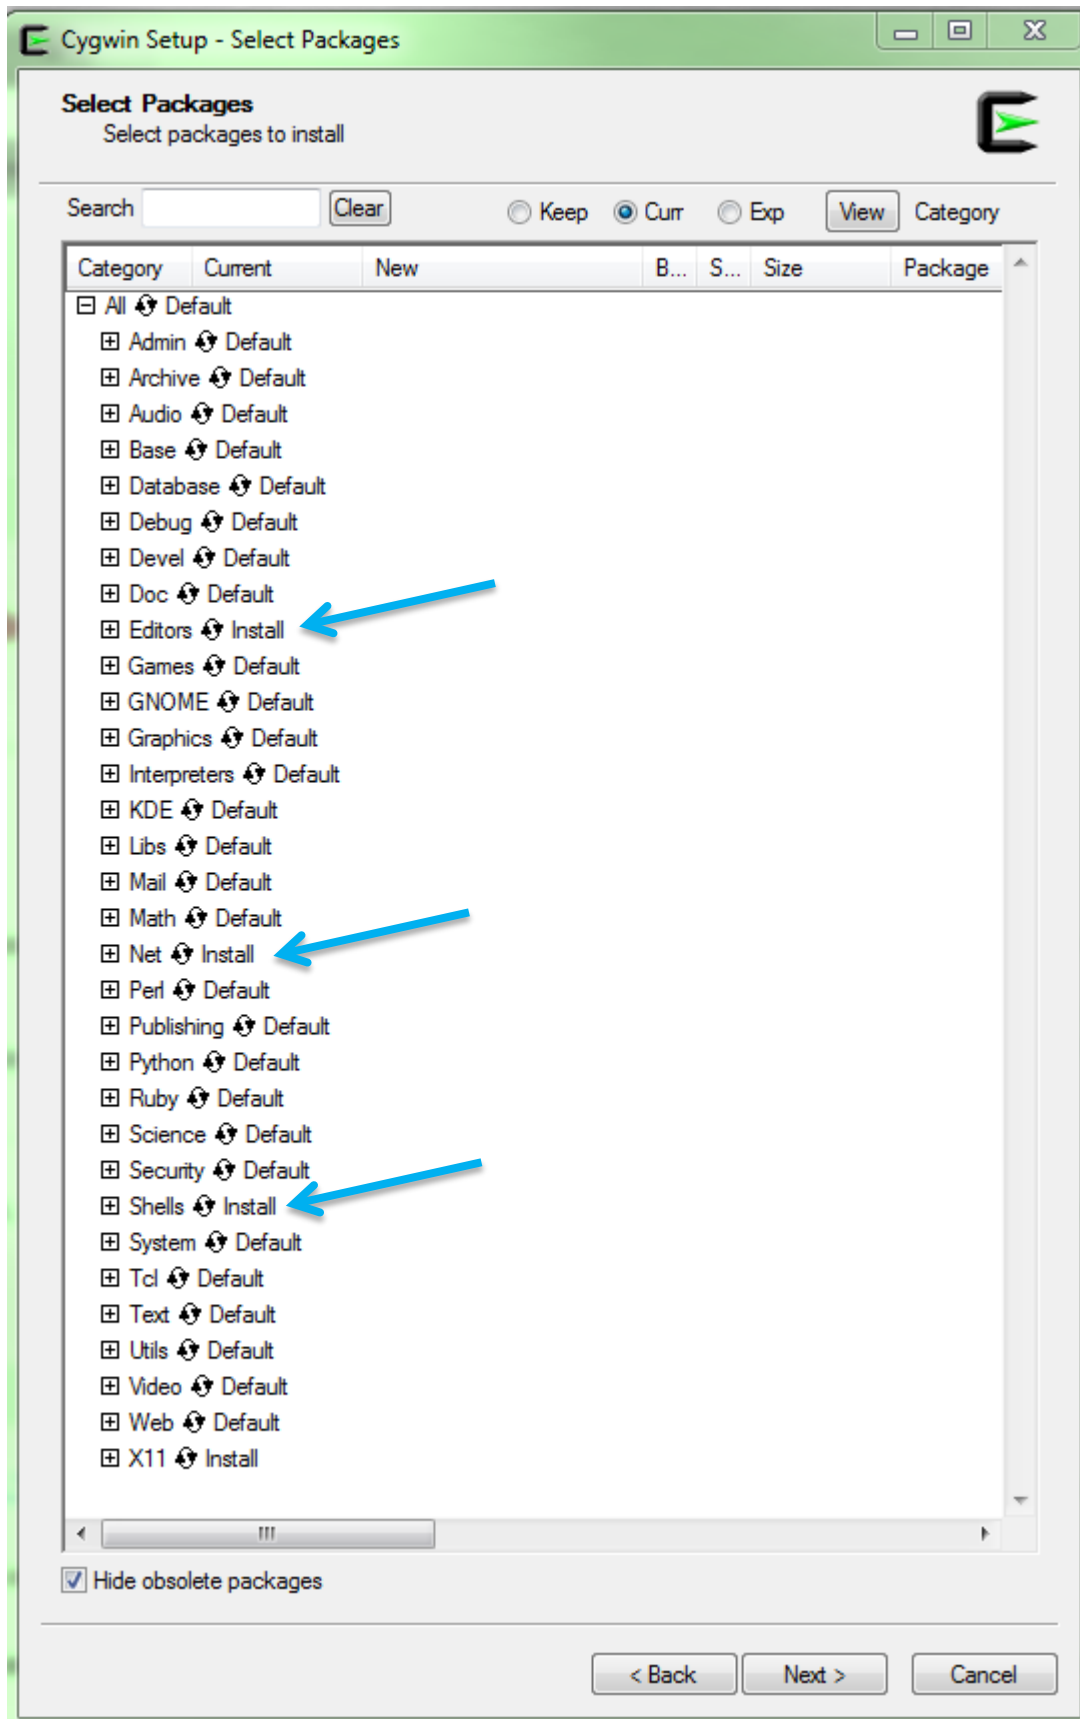 Cygwin Setup - Select Packages
Select Packages
Select packages to install
Search Clear Keep Curr Exp View Category
Category Current New B... S... Size Package
All Default
Admin Default
Archive Default
Audio Default
Base Default
Database Default
Debug Default
Devel Default
Doc Default
Editors Install
Games Default
GNOME Default
Graphics Default
Interpreters Default
KDE Default
Libs Default
Mail Default
Math Default
Net Install
Perl Default
Publishing Default
Python Default
Ruby Default
Science Default
Security Default
Shells Install
System Default
Tcl Default
Text Default
Utils Default
Video Default
Web Default
X11 Install
Hide obsolete packages
< Back Next > Cancel